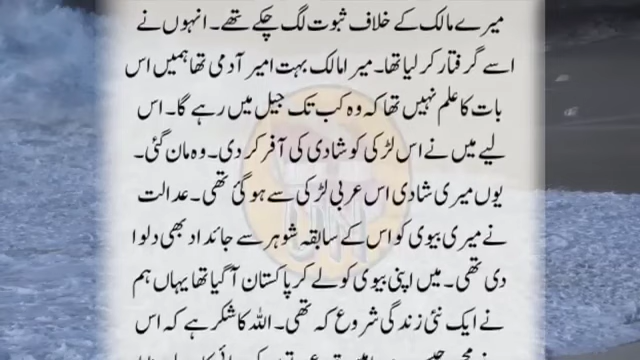 میرے مالک کے خلاف ثبوت لگ چکے تھے۔ انہوں نے
اسے گرفتار کر لیا تھا۔ میرا مالک بہت امیر آدمی تھا ہمیں اس
بات کا علم نہیں تھا کہ وہ کب تک جیل میں رہے گا۔ اس
لیے میں نے اس لڑکی کو شادی کی آفر کر دی۔ وہ مان گئی۔
یوں میری شادی اس عربی لڑکی سے ہو گئی تھی۔ عدالت
نے میری بیوی کو اس کے سابقہ شوہر سے جائداد بھی دلوا
دی تھی۔ میں اپنی بیوی کو لے کر پاکستان آ گیا تھا یہاں ہم
نے ایک نئی زندگی شروع کہ تھی۔ اللہ کا شکر ہے کہ اس